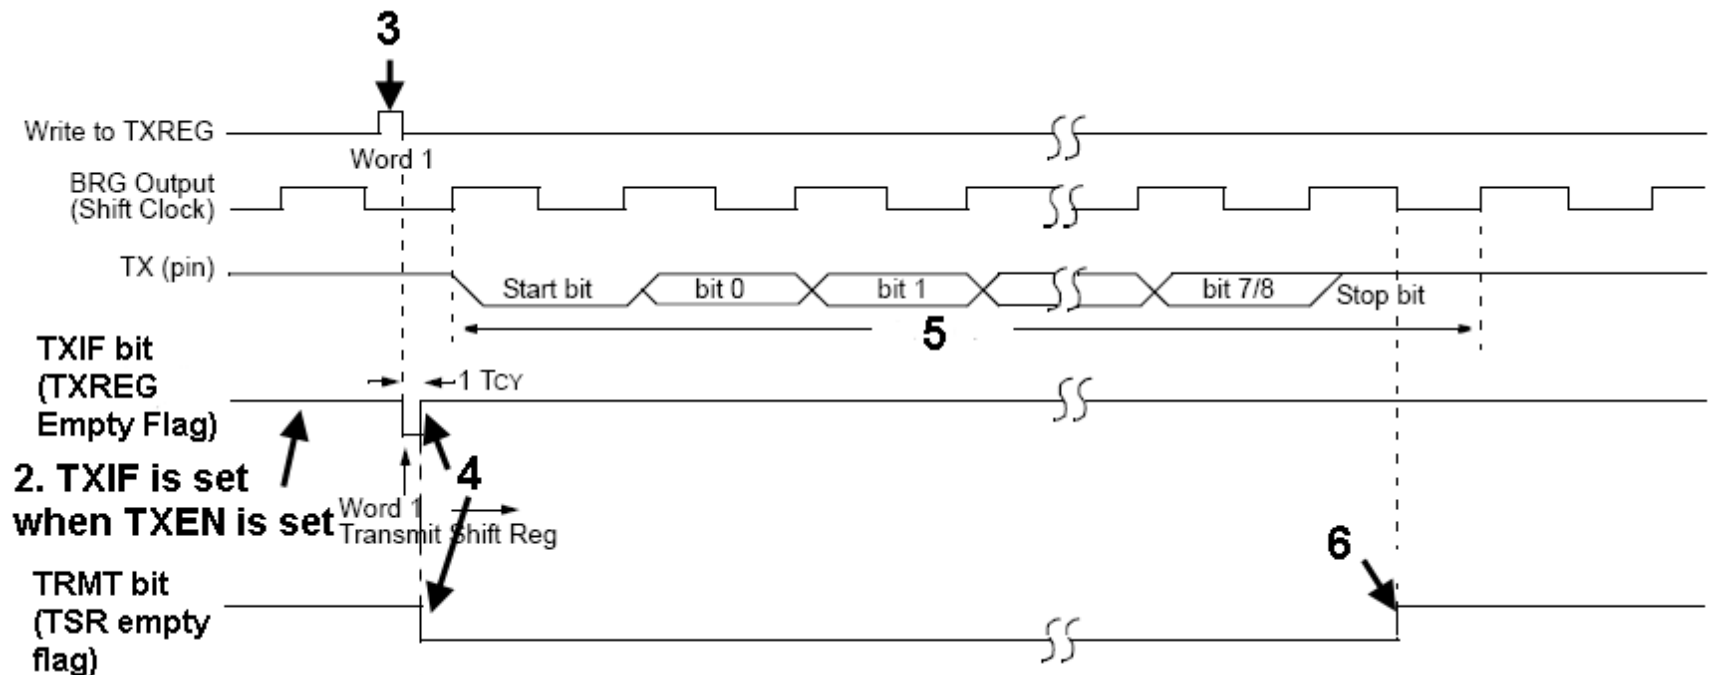 3
Write to TXREG
Word 1
BRG Output
(Shift Clock)
TX (pin)
Start bit
bit 0
bit 1
bit 7/8
Stop bit
5
TXIF bit
(TXREG
Empty Flag)
1 TCY
2. TXIF is set
when TXEN is set
4
Word 1
Transmit Shift Reg
6
TRMT bit
(TSR empty
flag)